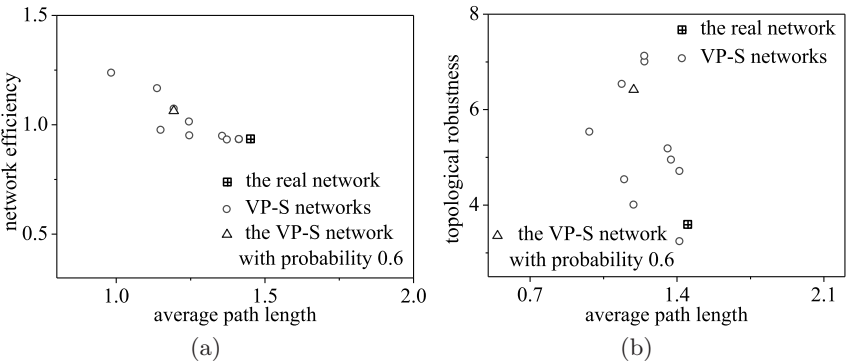 1.5
1.0
0.5
network efficiency
the real network
VP-S networks
the VP-S network
with probability 0.6
1.0
1.5
2.0
average path length
(a)
8
6
4
topological robustness
the real network
VP-S networks
the VP-S network
with probability 0.6
0.7
1.4
2.1
average path length
(b)